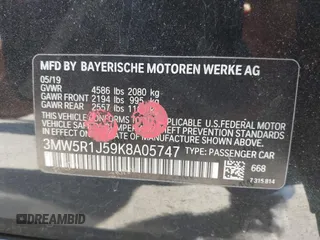 MFD BY BAYERISCHE MOTOREN WERKE AG
05/19
GVWR 4586 lbs 2080 kg
GAWR FRONT 2194 lbs 995 kg
GAWR REAR 2557 lbs
THIS VEHICLE CONFORMS TO ALL APPLICABLE U.S. FEDERAL MOTOR
VEHICLE SAFETY, BUMPER, AND THEFT PREVENTION
STANDARDS IN EFFECT ON THE DATE OF MANUFACTURE SHOWN ABOVE.
3MW5R1J59K8A05747 TYPE: PASSENGER CAR
668
7 315 814
DREAMBID